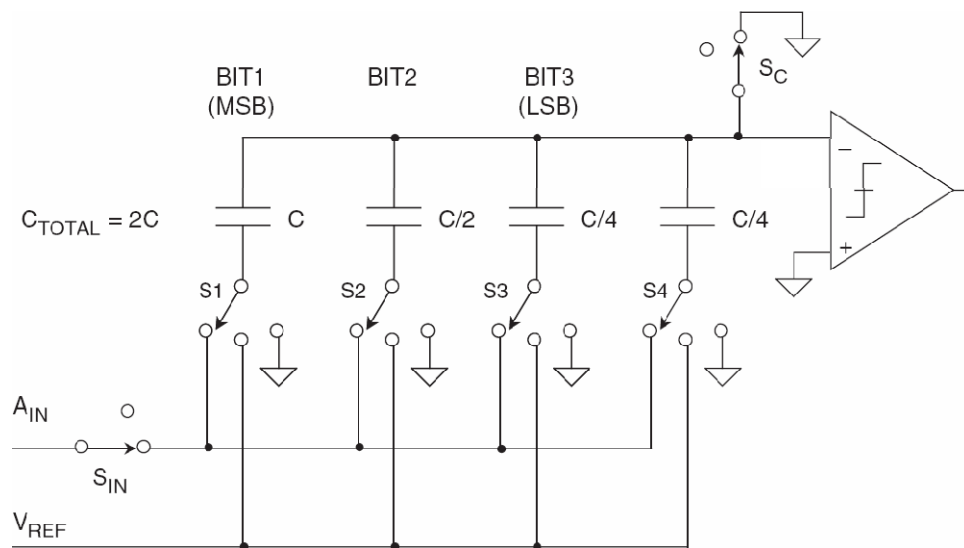 BIT1
(MSB)
BIT2
BIT3
(LSB)
S_C
C_TOTAL = 2C
C
C/2
C/4
C/4
−
+
S1
S2
S3
S4
A_IN
S_IN
V_REF